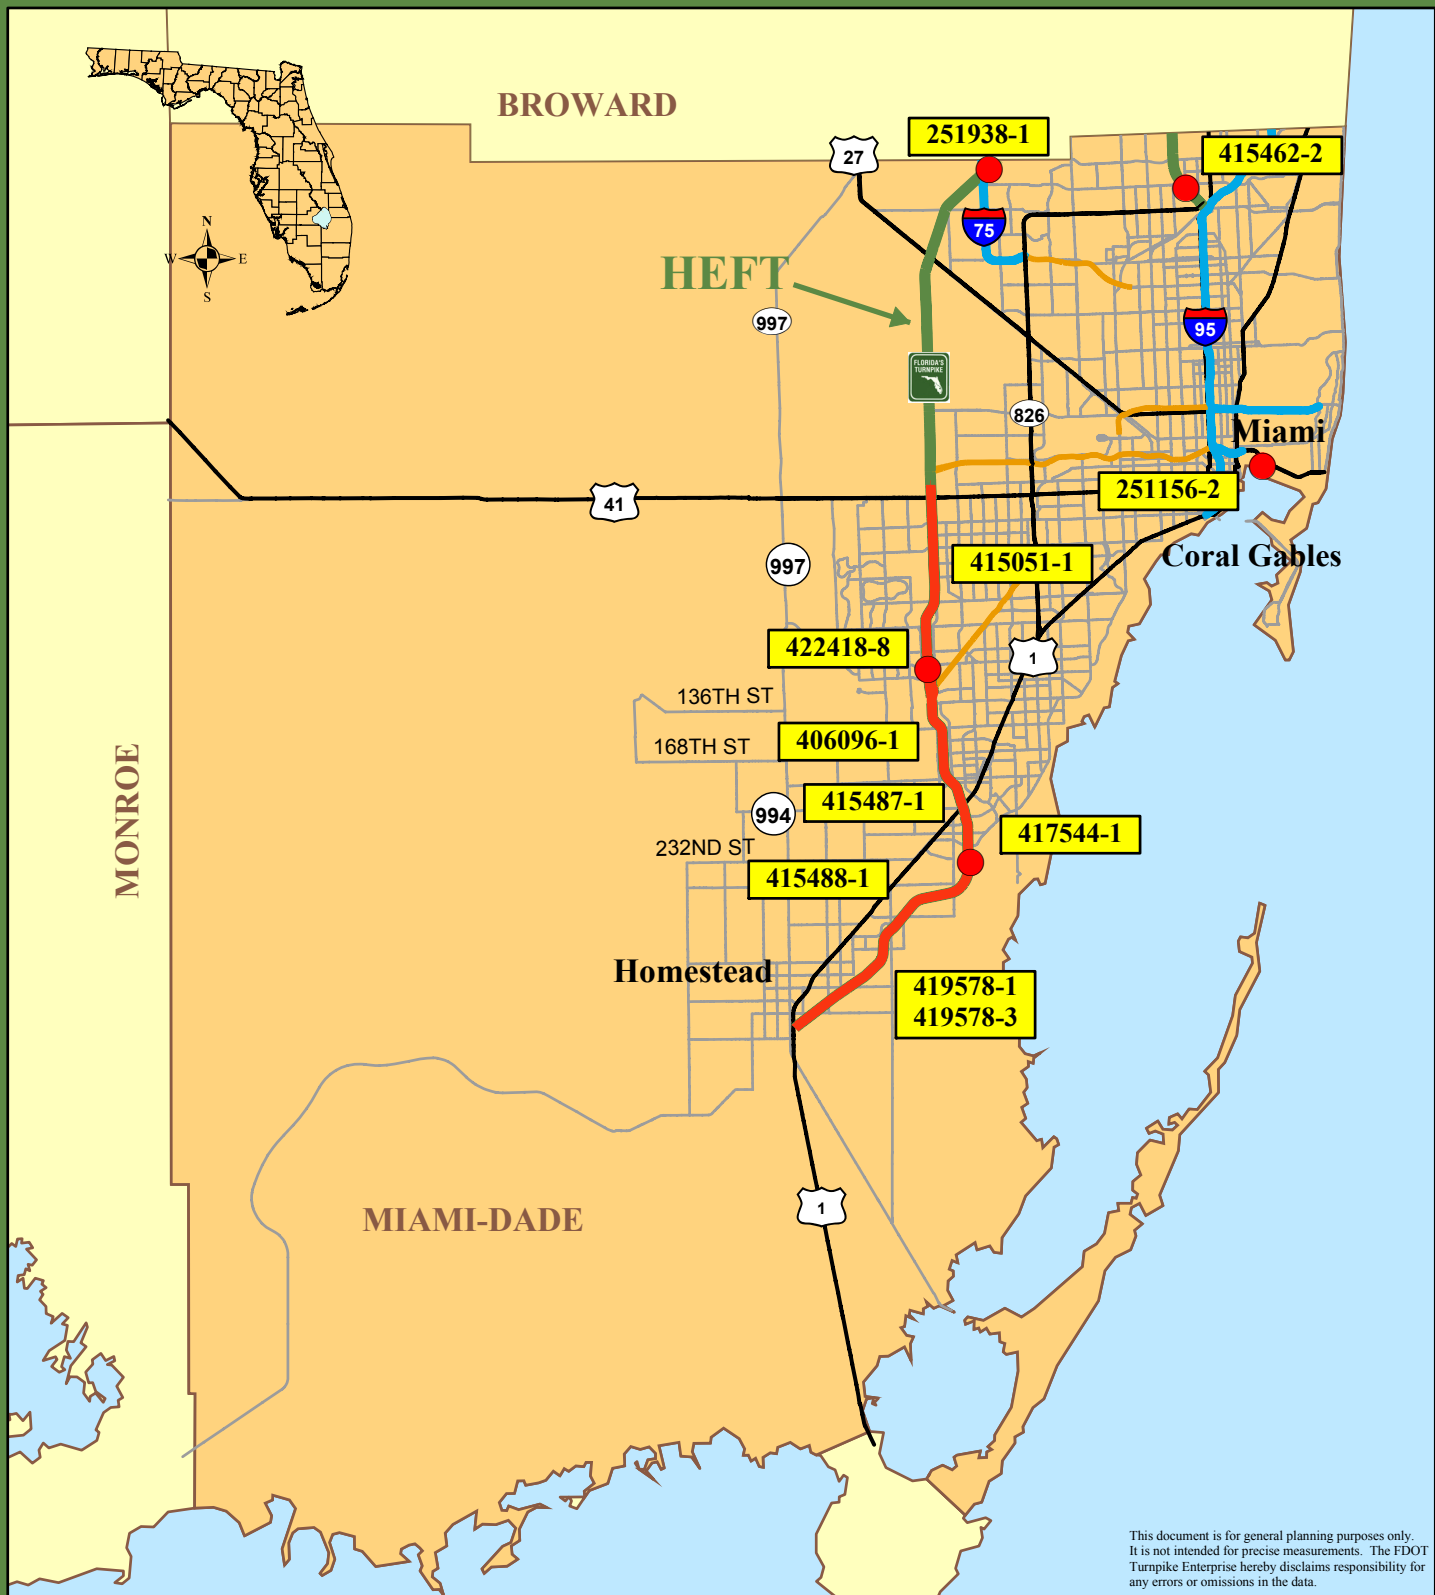 BROWARD
251938-1
415462-2
27
N
W
E
S
75
HEFT
997
95
FLORIDA'S
TURNPIKE
826
Miami
251156-2
41
Coral Gables
415051-1
997
422418-8
1
136TH ST
168TH ST
406096-1
MONROE
415487-1
994
417544-1
232ND ST
415488-1
Homestead
419578-1
419578-3
MIAMI-DADE
1
This document is for general planning purposes only.
It is not intended for precise measurements. The FDOT
Turnpike Enterprise hereby disclaims responsibility for
any errors or omissions in the data.